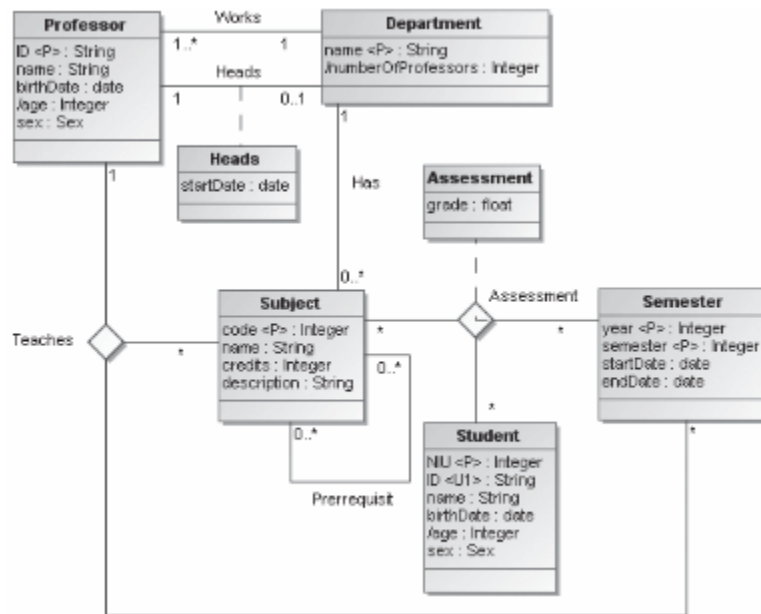 Professor
ID <P> : String
name : String
birthDate : date
/age : Integer
sex : Sex
Works
1..*
1
Heads
1
0..1
Department
name <P> : String
/numberOfProfessors : Integer
1
1
Heads
startDate : date
Has
Assessment
grade : float
0..*
Subject
code <P> : Integer
name : String
credits : Integer
description : String
Assessment
Semester
year <P> : Integer
semester <P> : Integer
startDate : date
endDate : date
Teaches
*
*
*
0..*
0..*
*
*
Student
NIU <P> : Integer
ID <U1> : String
name : String
birthDate : date
/age : Integer
sex : Sex
Prerrequisit